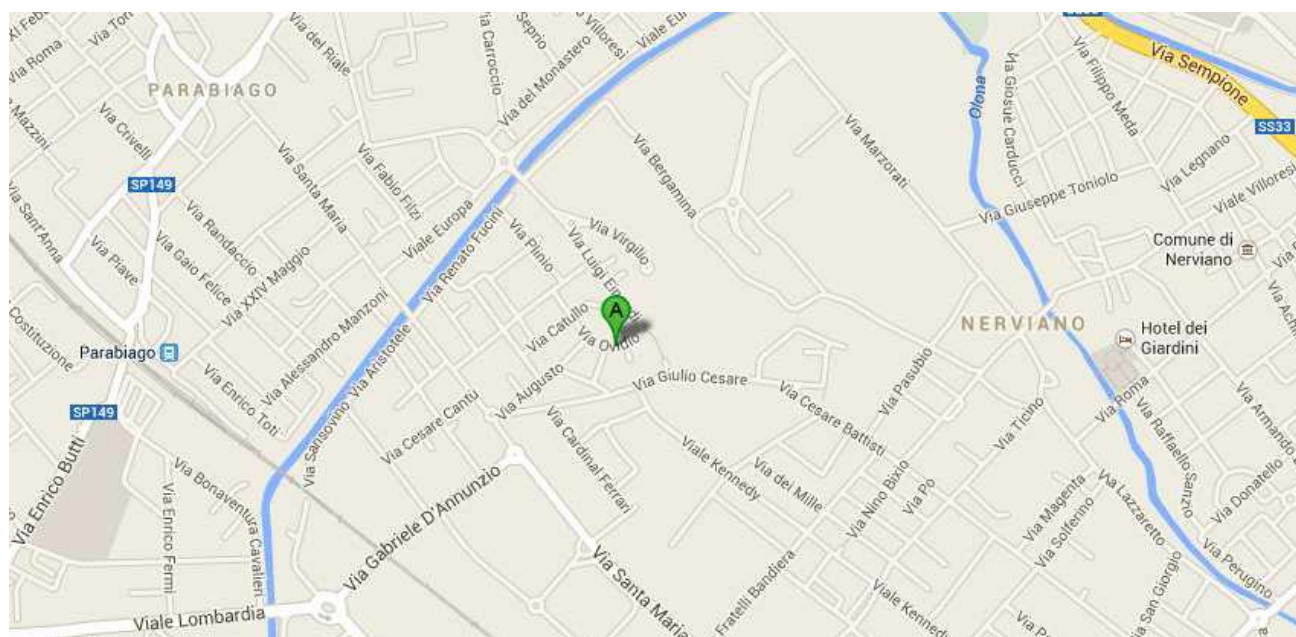 XI Febb
Via Tori
Via Roma
Via del Riale
Via Carroccio
Seprio
Via del Monastero
Villoresi
Viale Eur
PARABIAGO
Mazzini
Via Crivelli
SP149
Via Sant'Anna
Via Piave
Via Randaccio
Via Gaio Felice
Via Santa Maria
Via XXIV Maggio
Via Fabio Filzi
Viale Europa
Via Renato Fucini
Via Alessandro Manzoni
Via Aristotele
Via Sansovino
Costituzione
Parabiago
Via Enrico Toti
SP149
Via Enrico Butti
Via Enrico Fermi
Via Bonaventura Cavalieri
Viale Lombardia
Via Plinio
Via Virgilio
Via Luigi Ein
A
Via Catullo
Via Ovidio
Via Augusto
Via Cesare Cantù
Via Giulio Cesare
Via Cardinal Ferrari
Via Gabriele D'Annunzio
Via Santa Maria
Via Bergamina
Via Marzorati
Olona
Via Giosuè Carducci
Via Filippo Meda
Via Sempione
SS33
Via Legnano
Viale Villoresi
Via Giuseppe Toniolo
Comune di
Nerviano
NERVIANO
Hotel dei
Giardini
Via Cesare Battisti
Via Pasubio
Via Ticino
Via Roma
Via Raffaello Sanzio
Via Armando
Via Donatello
Viale Kennedy
Via dei Mille
Via Nino Bixio
Via Po
Via Magenta
Via Solferino
Via Lazzaretto
Via San Giorgio
Via Perugino
Fratelli Bandiera
Viale Kennedy